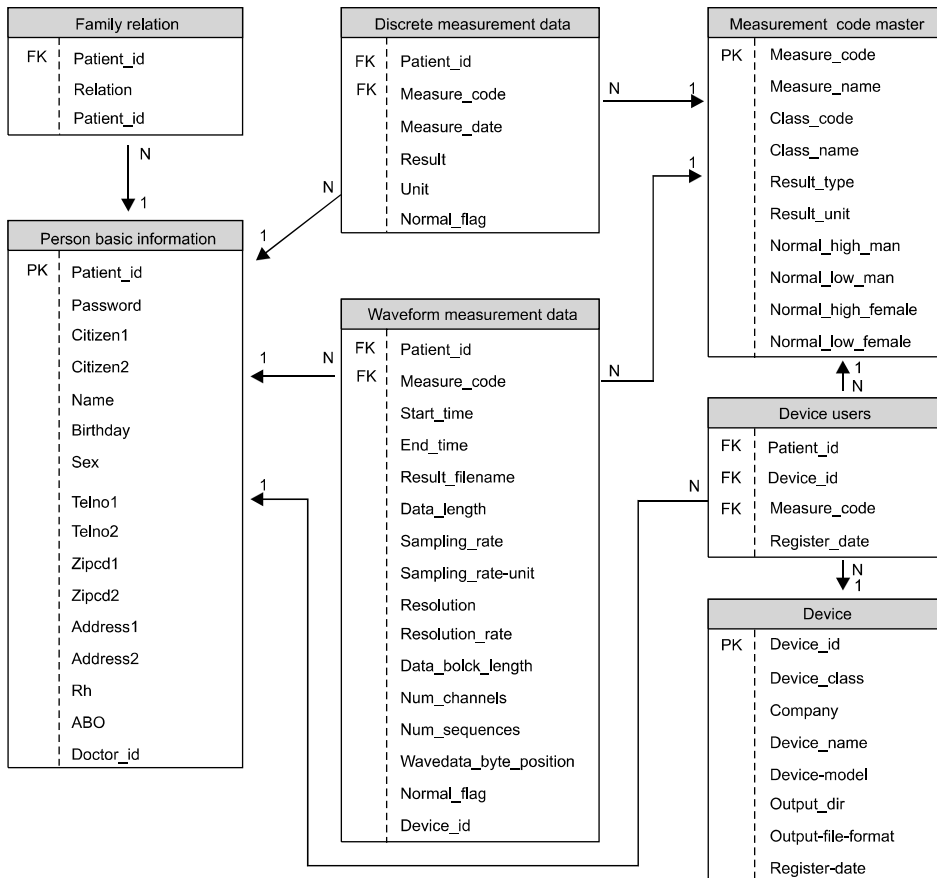 Family relation
FK Patient_id
Relation
Patient_id
N
1
Person basic information
PK Patient_id
Password
Citizen1
Citizen2
Name
Birthday
Sex
Telno1
Telno2
Zipcd1
Zipcd2
Address1
Address2
Rh
ABO
Doctor_id
Discrete measurement data
FK Patient_id
FK Measure_code
Measure_date
Result
Unit
Normal_flag
N
1
N
1
Waveform measurement data
FK Patient_id
FK Measure_code
Start_time
End_time
Result_filename
Data_length
Sampling_rate
Sampling_rate-unit
Resolution
Resolution_rate
Data_bolck_length
Num_channels
Num_sequences
Wavedata_byte_position
Normal_flag
Device_id
1
N
N
1
Measurement code master
PK Measure_code
Measure_name
Class_code
Class_name
Result_type
Result_unit
Normal_high_man
Normal_low_man
Normal_high_female
Normal_low_female
1
N
Device users
FK Patient_id
FK Device_id
FK Measure_code
Register_date
N
1
N
1
Device
PK Device_id
Device_class
Company
Device_name
Device-model
Output_dir
Output-file-format
Register-date